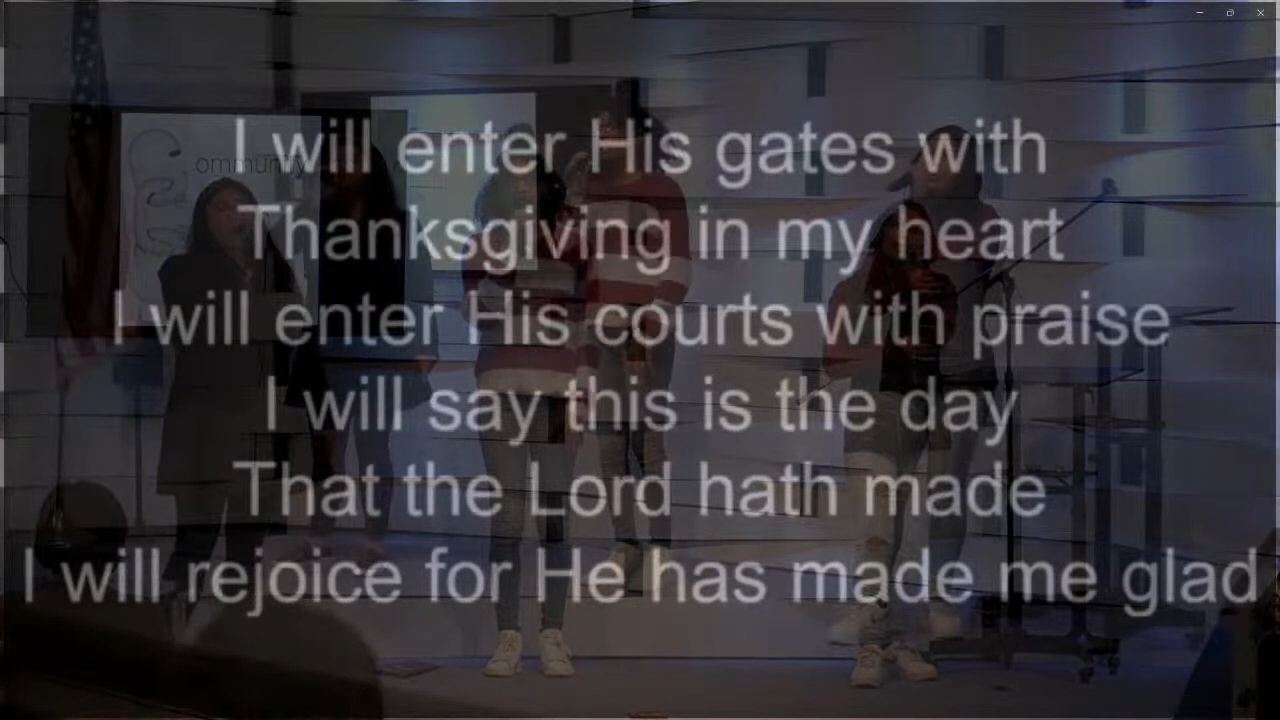 I will enter His gates with
ommunity
Thanksgiving in my heart
I will enter His courts with praise
I will say this is the day
That the Lord hath made
I will rejoice for He has made me glad